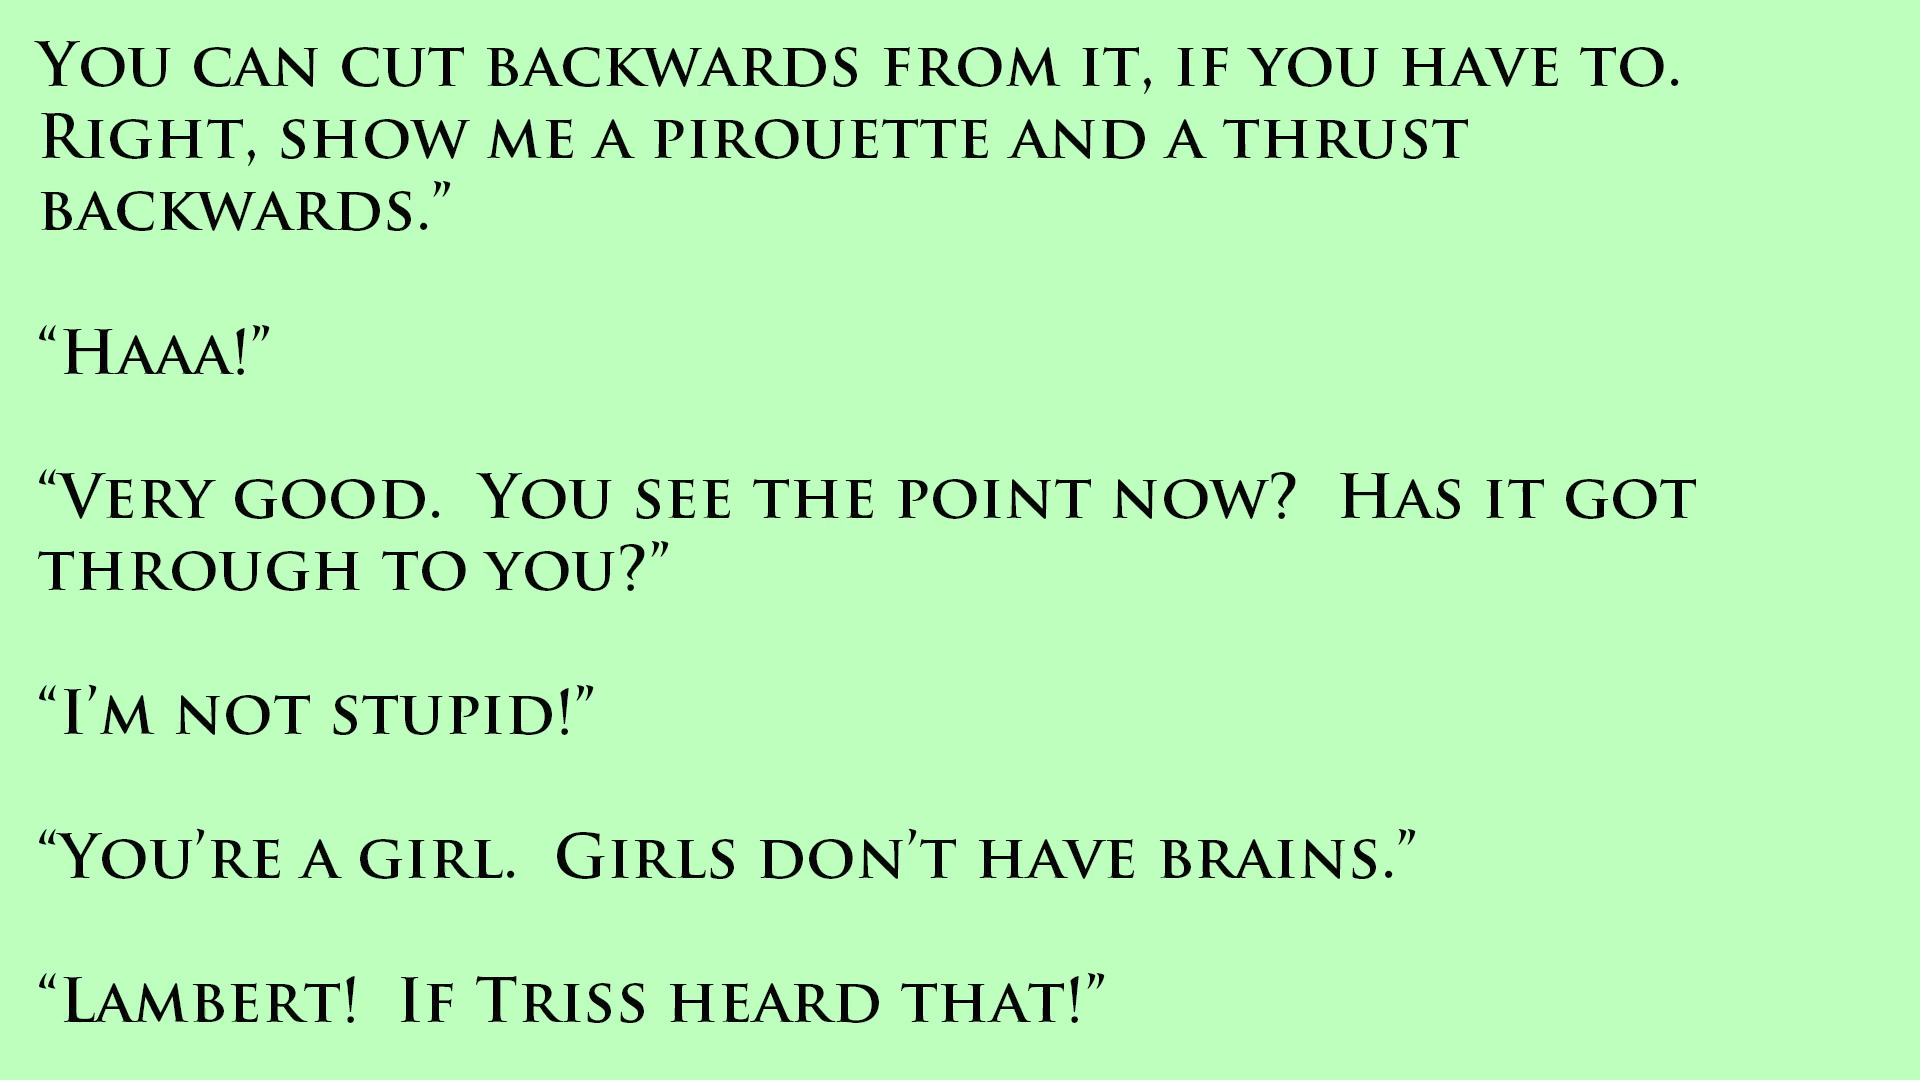 You can cut backwards from it, if you have to.
Right, show me a pirouette and a thrust
backwards.”
“Haaa!”
“Very good.  You see the point now?  Has it got
through to you?”
“I’m not stupid!”
“You’re a girl.  Girls don’t have brains.”
“Lambert!  If Triss heard that!”